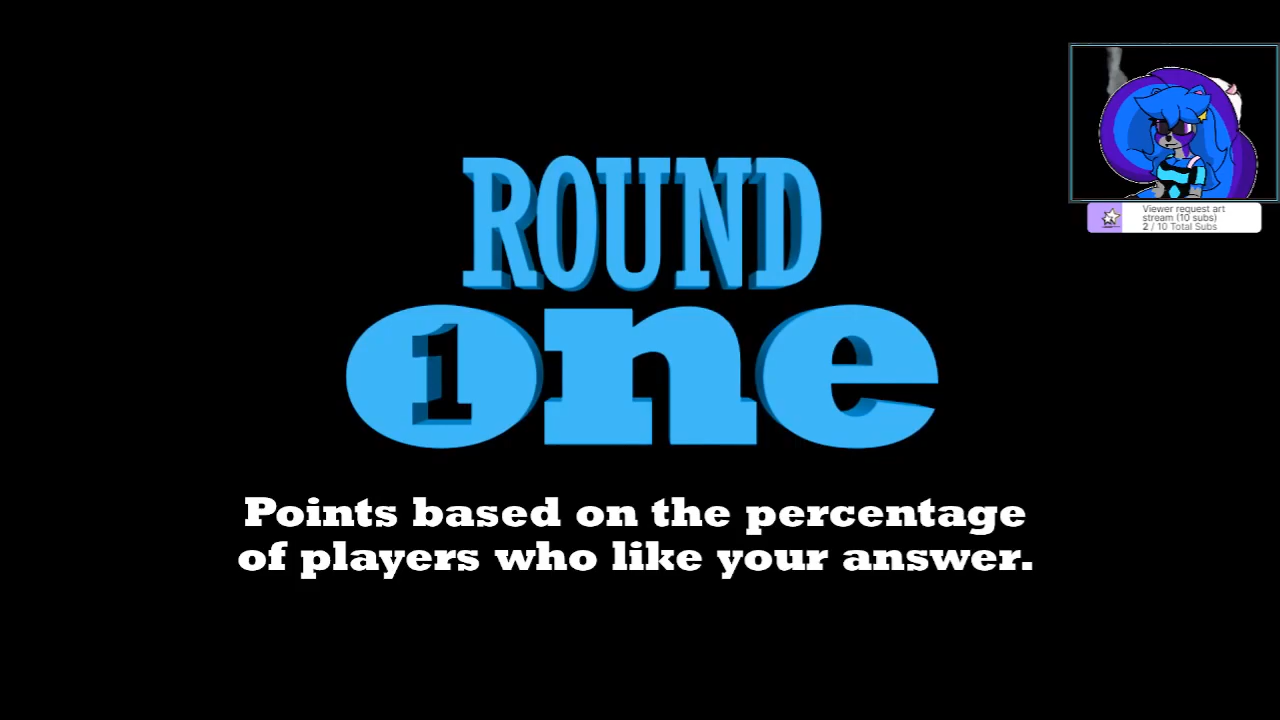 ROUND
One
1
Points based on the percentage
of players who like your answer.
Viewer request art
stream (10 subs)
2 / 10 Total Subs